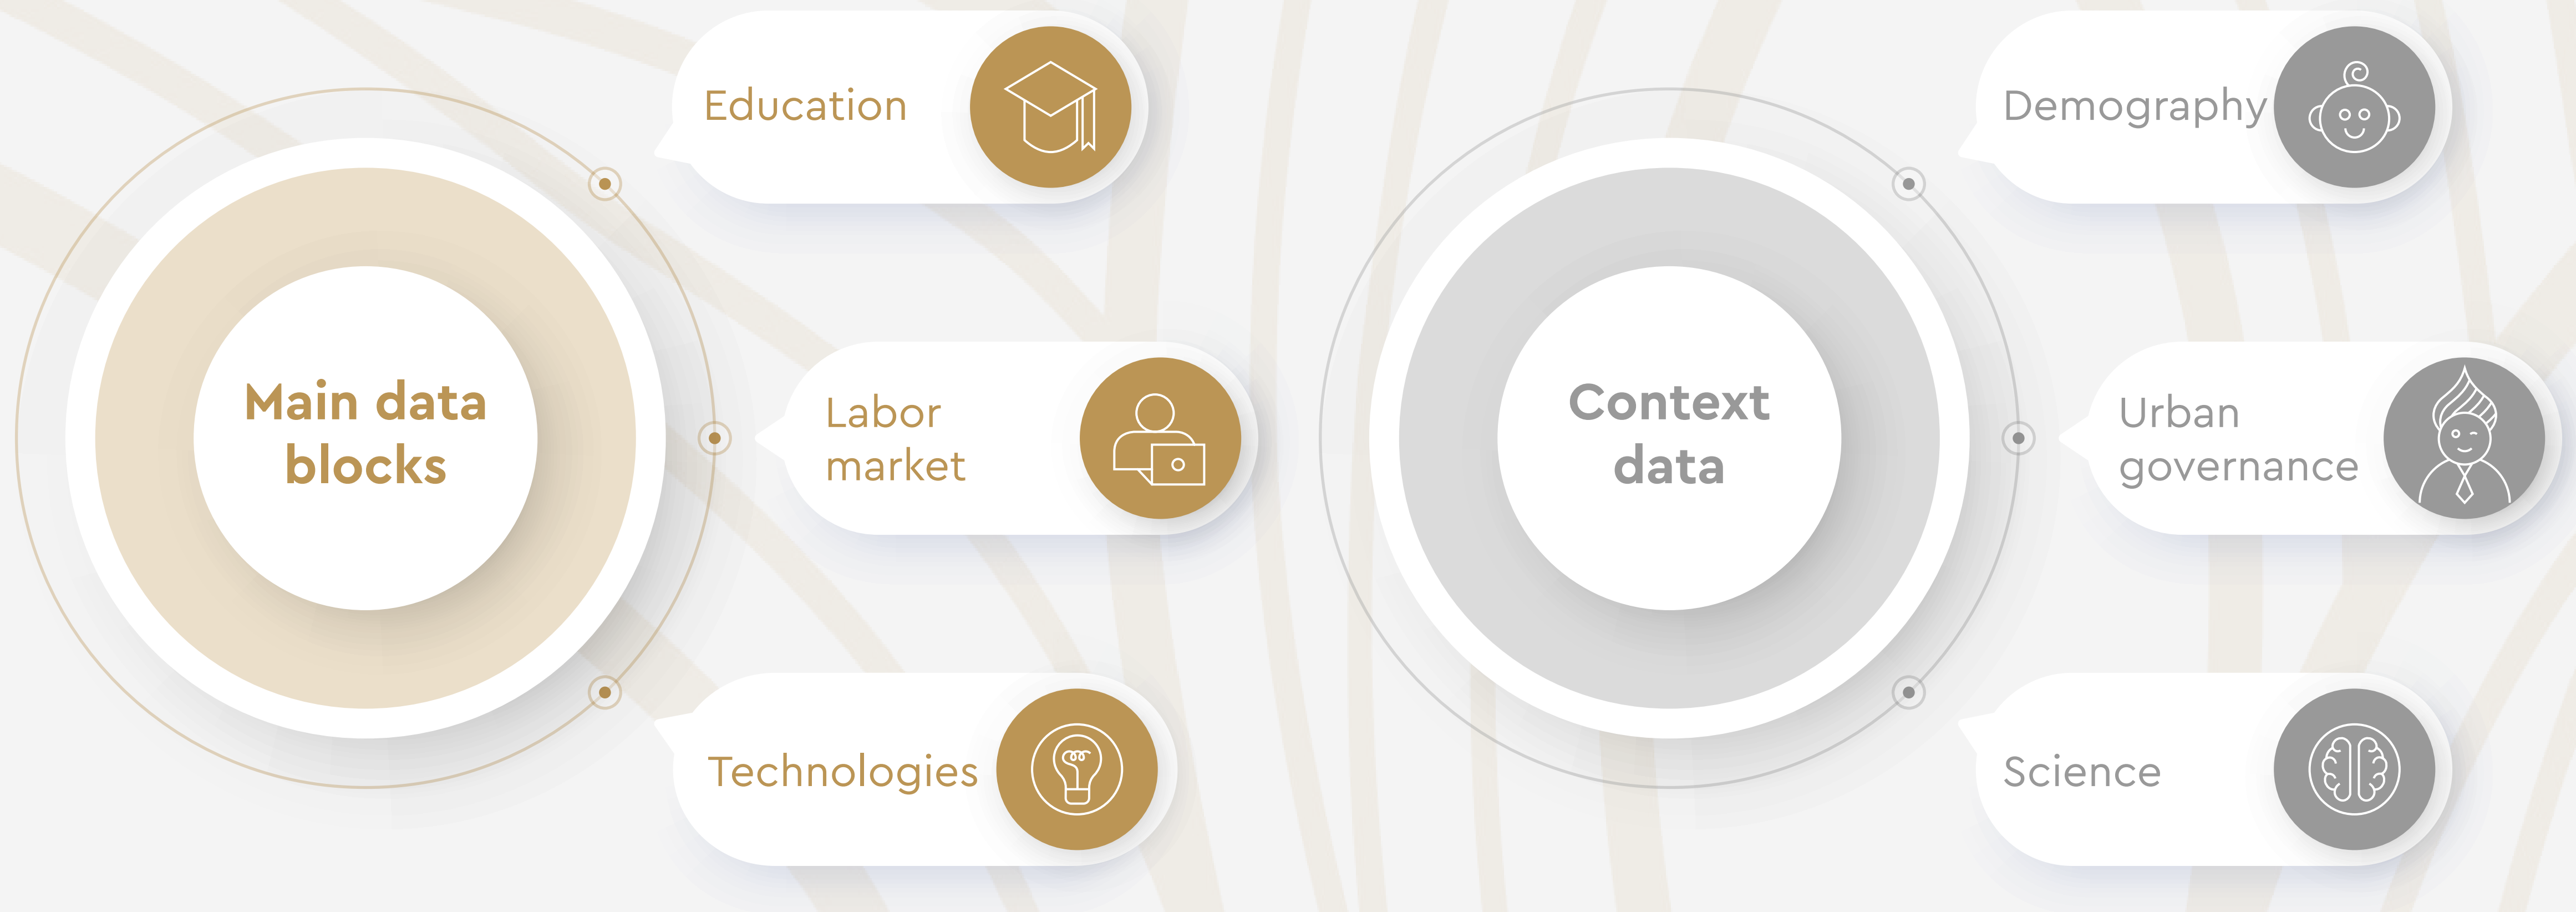 Main data
blocks
Education
Labor
market
Technologies
Context
data
Demography
Urban
governance
Science